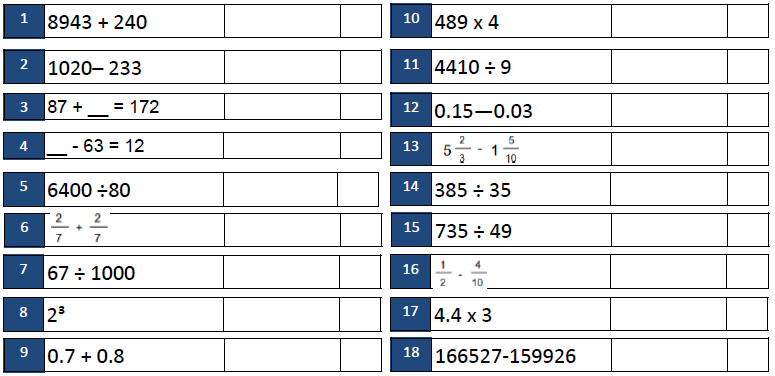 1 8943 + 240
2 1020– 233
3 87 + __ = 172
4 __ - 63 = 12
5 6400 ÷80
6 2/7 + 2/7
7 67 ÷ 1000
8 2³
9 0.7 + 0.8
10 489 x 4
11 4410 ÷ 9
12 0.15—0.03
13 5 2/3 - 1 5/10
14 385 ÷ 35
15 735 ÷ 49
16 1/2 - 4/10
17 4.4 x 3
18 166527-159926